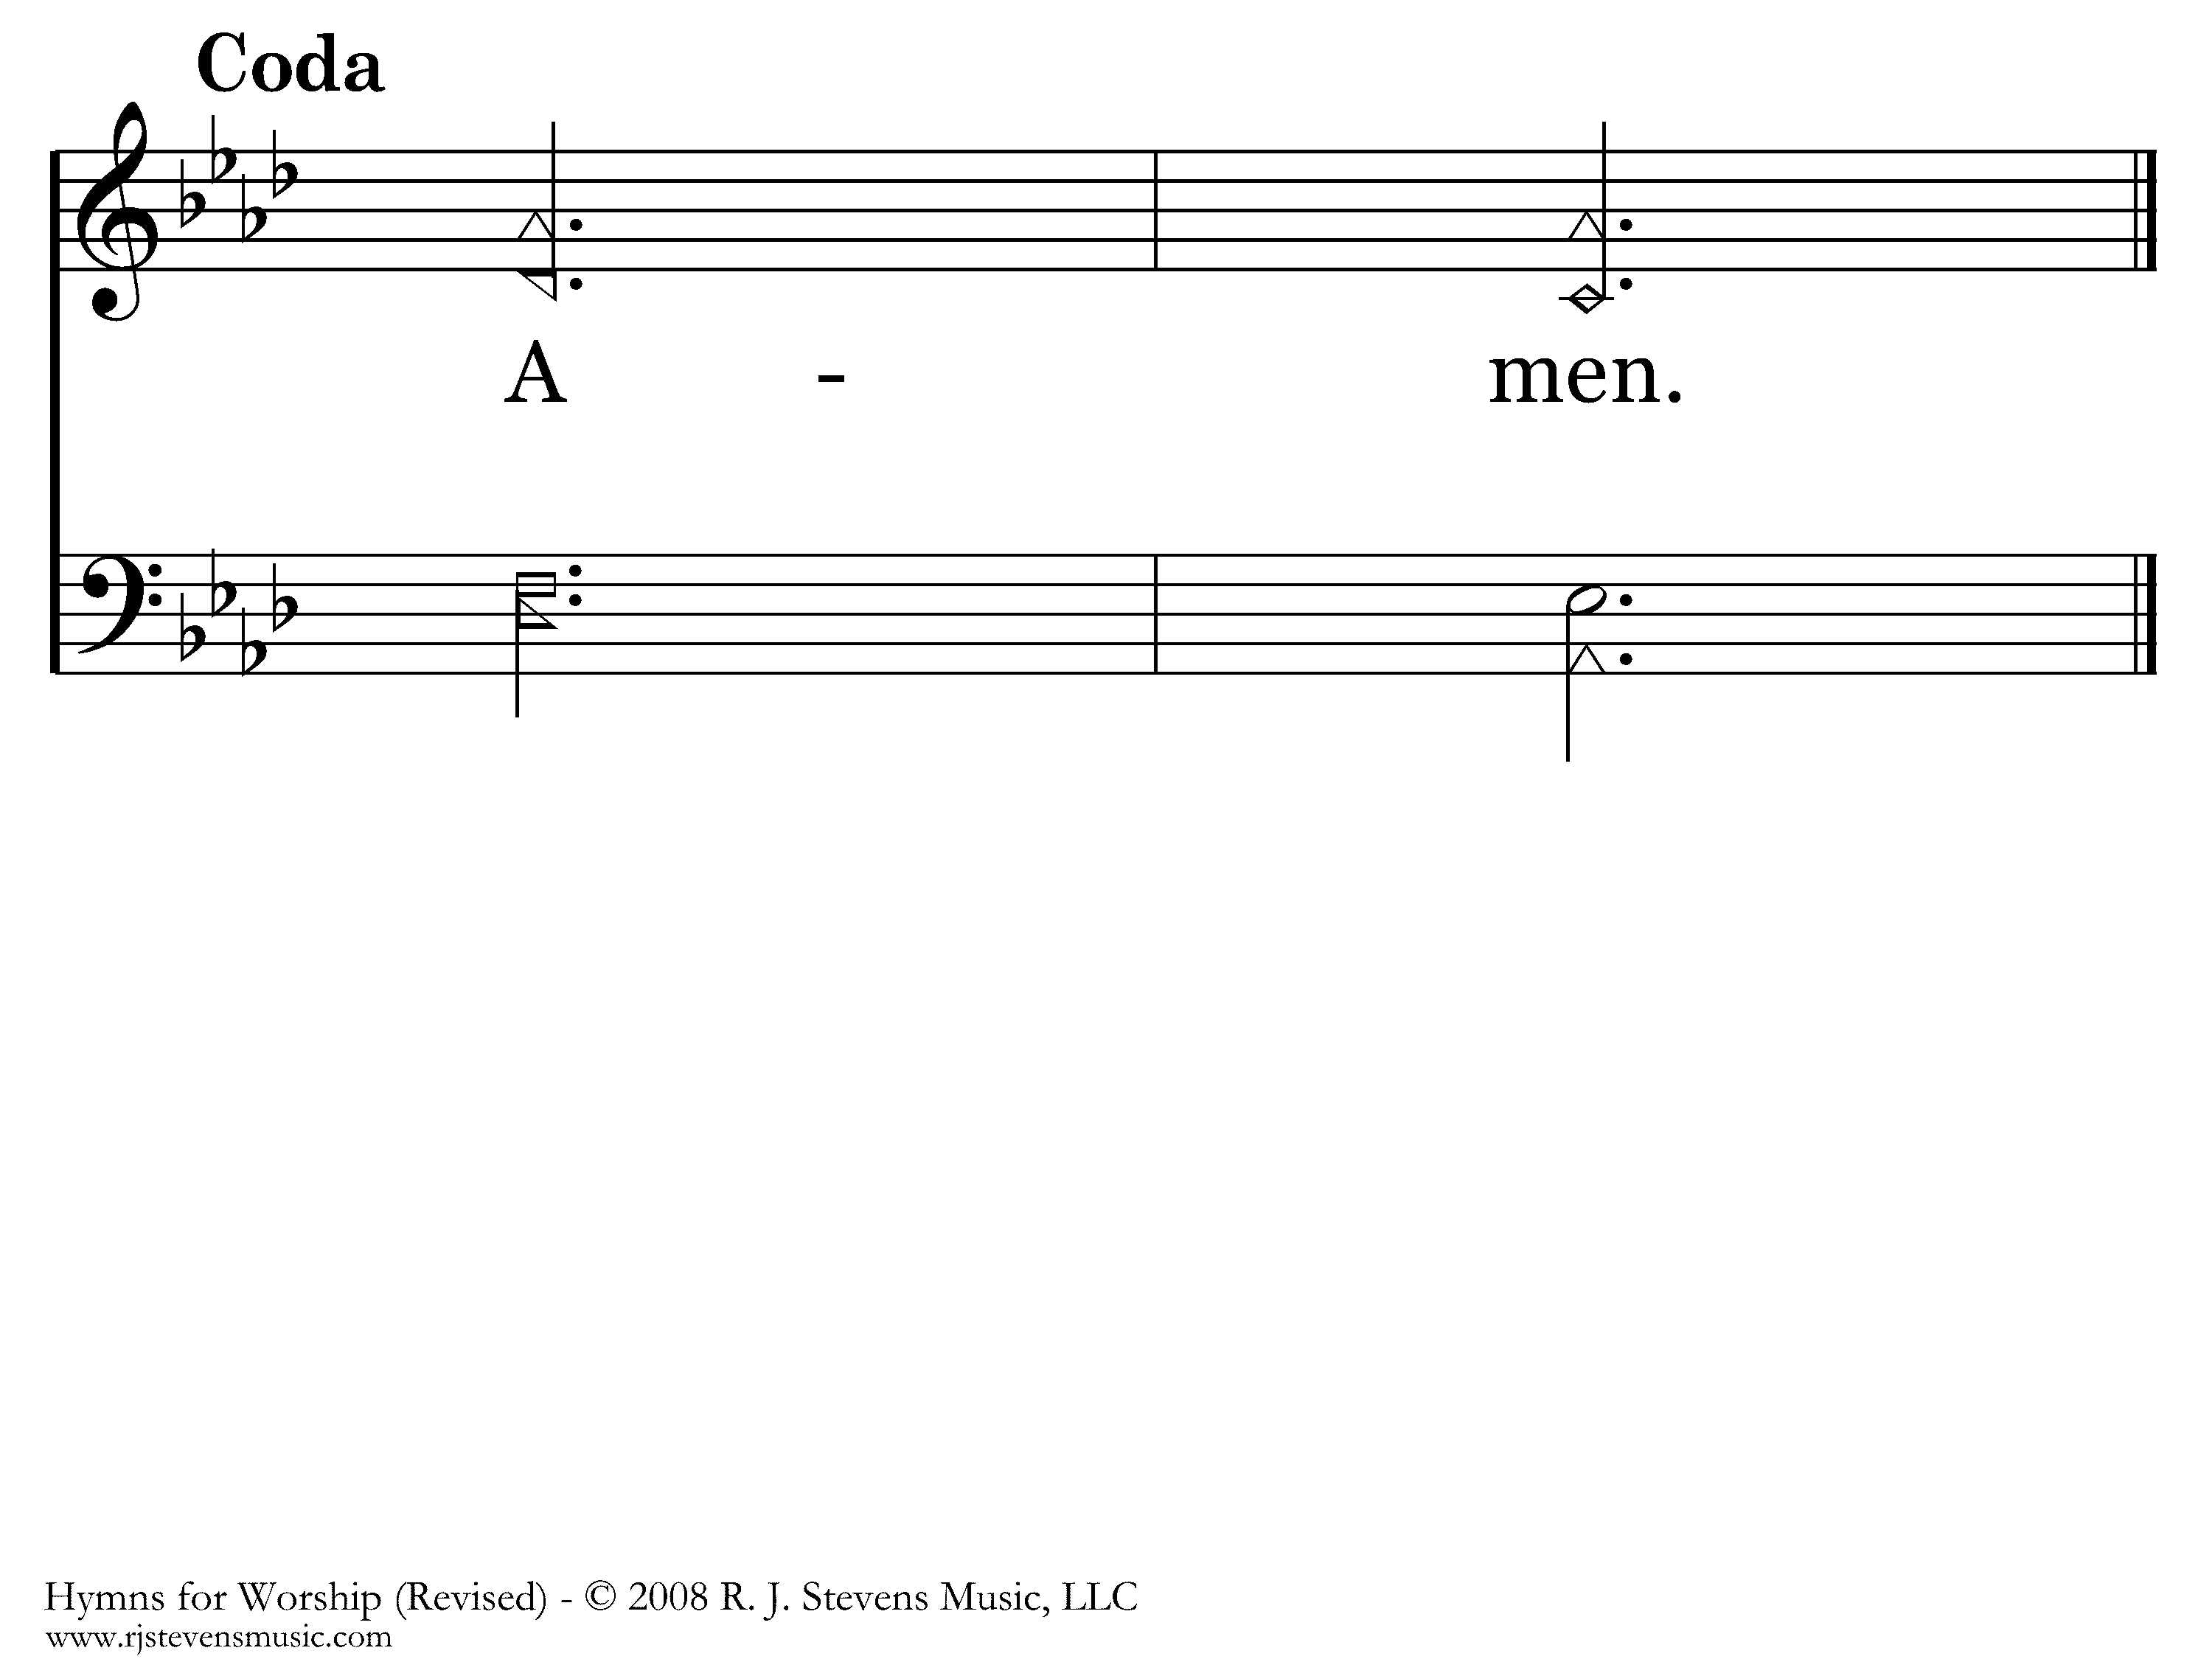 Coda
A - men.
Hymns for Worship (Revised) - © 2008 R. J. Stevens Music, LLC
www.rjstevensmusic.com